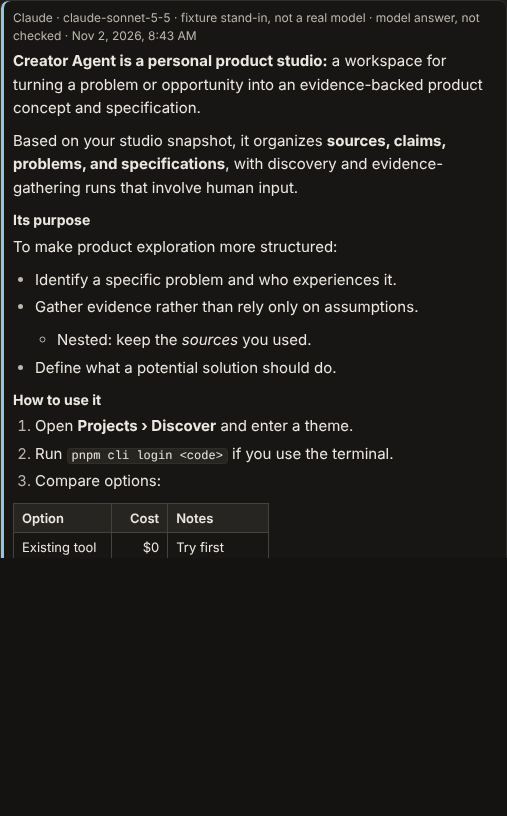 Claude · claude-sonnet-5-5 · fixture stand-in, not a real model · model answer, not
checked · Nov 2, 2026, 8:43 AM
Creator Agent is a personal product studio: a workspace for
turning a problem or opportunity into an evidence-backed product
concept and specification.
Based on your studio snapshot, it organizes sources, claims,
problems, and specifications, with discovery and evidence-
gathering runs that involve human input.
Its purpose
To make product exploration more structured:
• Identify a specific problem and who experiences it.
• Gather evidence rather than rely only on assumptions.
◦ Nested: keep the sources you used.
• Define what a potential solution should do.
How to use it
1. Open Projects › Discover and enter a theme.
2. Run pnpm cli login <code> if you use the terminal.
3. Compare options:
Option Cost Notes
Existing tool $0 Try first